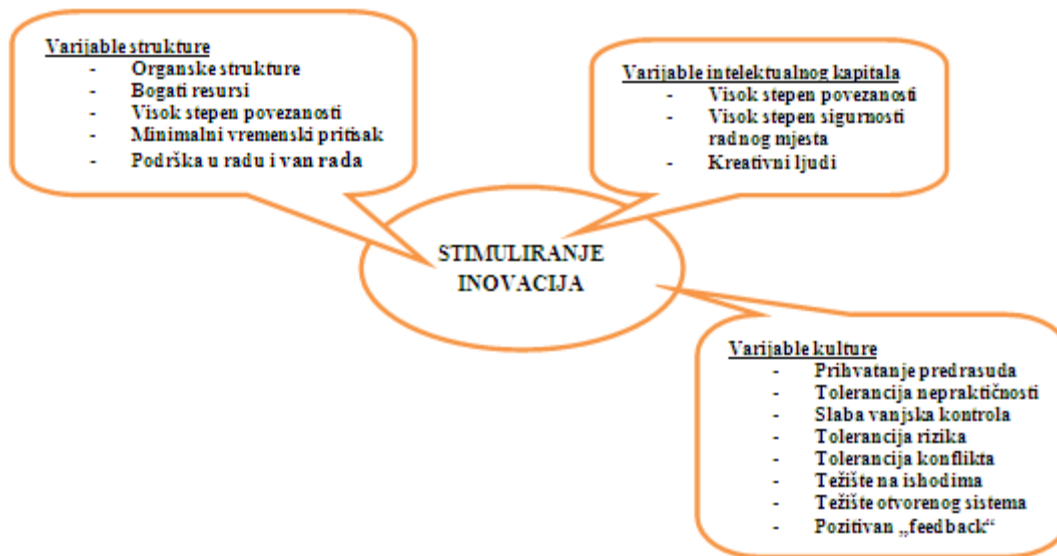 Varijable strukture
- Organske strukture
- Bogati resursi
- Visok stepen povezanosti
- Minimalni vremenski pritisak
- Podrška u radu i van rada
Varijable intelektualnog kapitala
- Visok stepen povezanosti
- Visok stepen sigurnosti
radnog mjesta
- Kreativni ljudi
STIMULIRANJE
INOVACIJA
Varijable kulture
- Prihvatanje predrasuda
- Tolerancija nepraktičnosti
- Slaba vanjska kontrola
- Tolerancija rizika
- Tolerancija konflikta
- Težište na ishodima
- Težište otvorenog sistema
- Pozitivan „feedback“